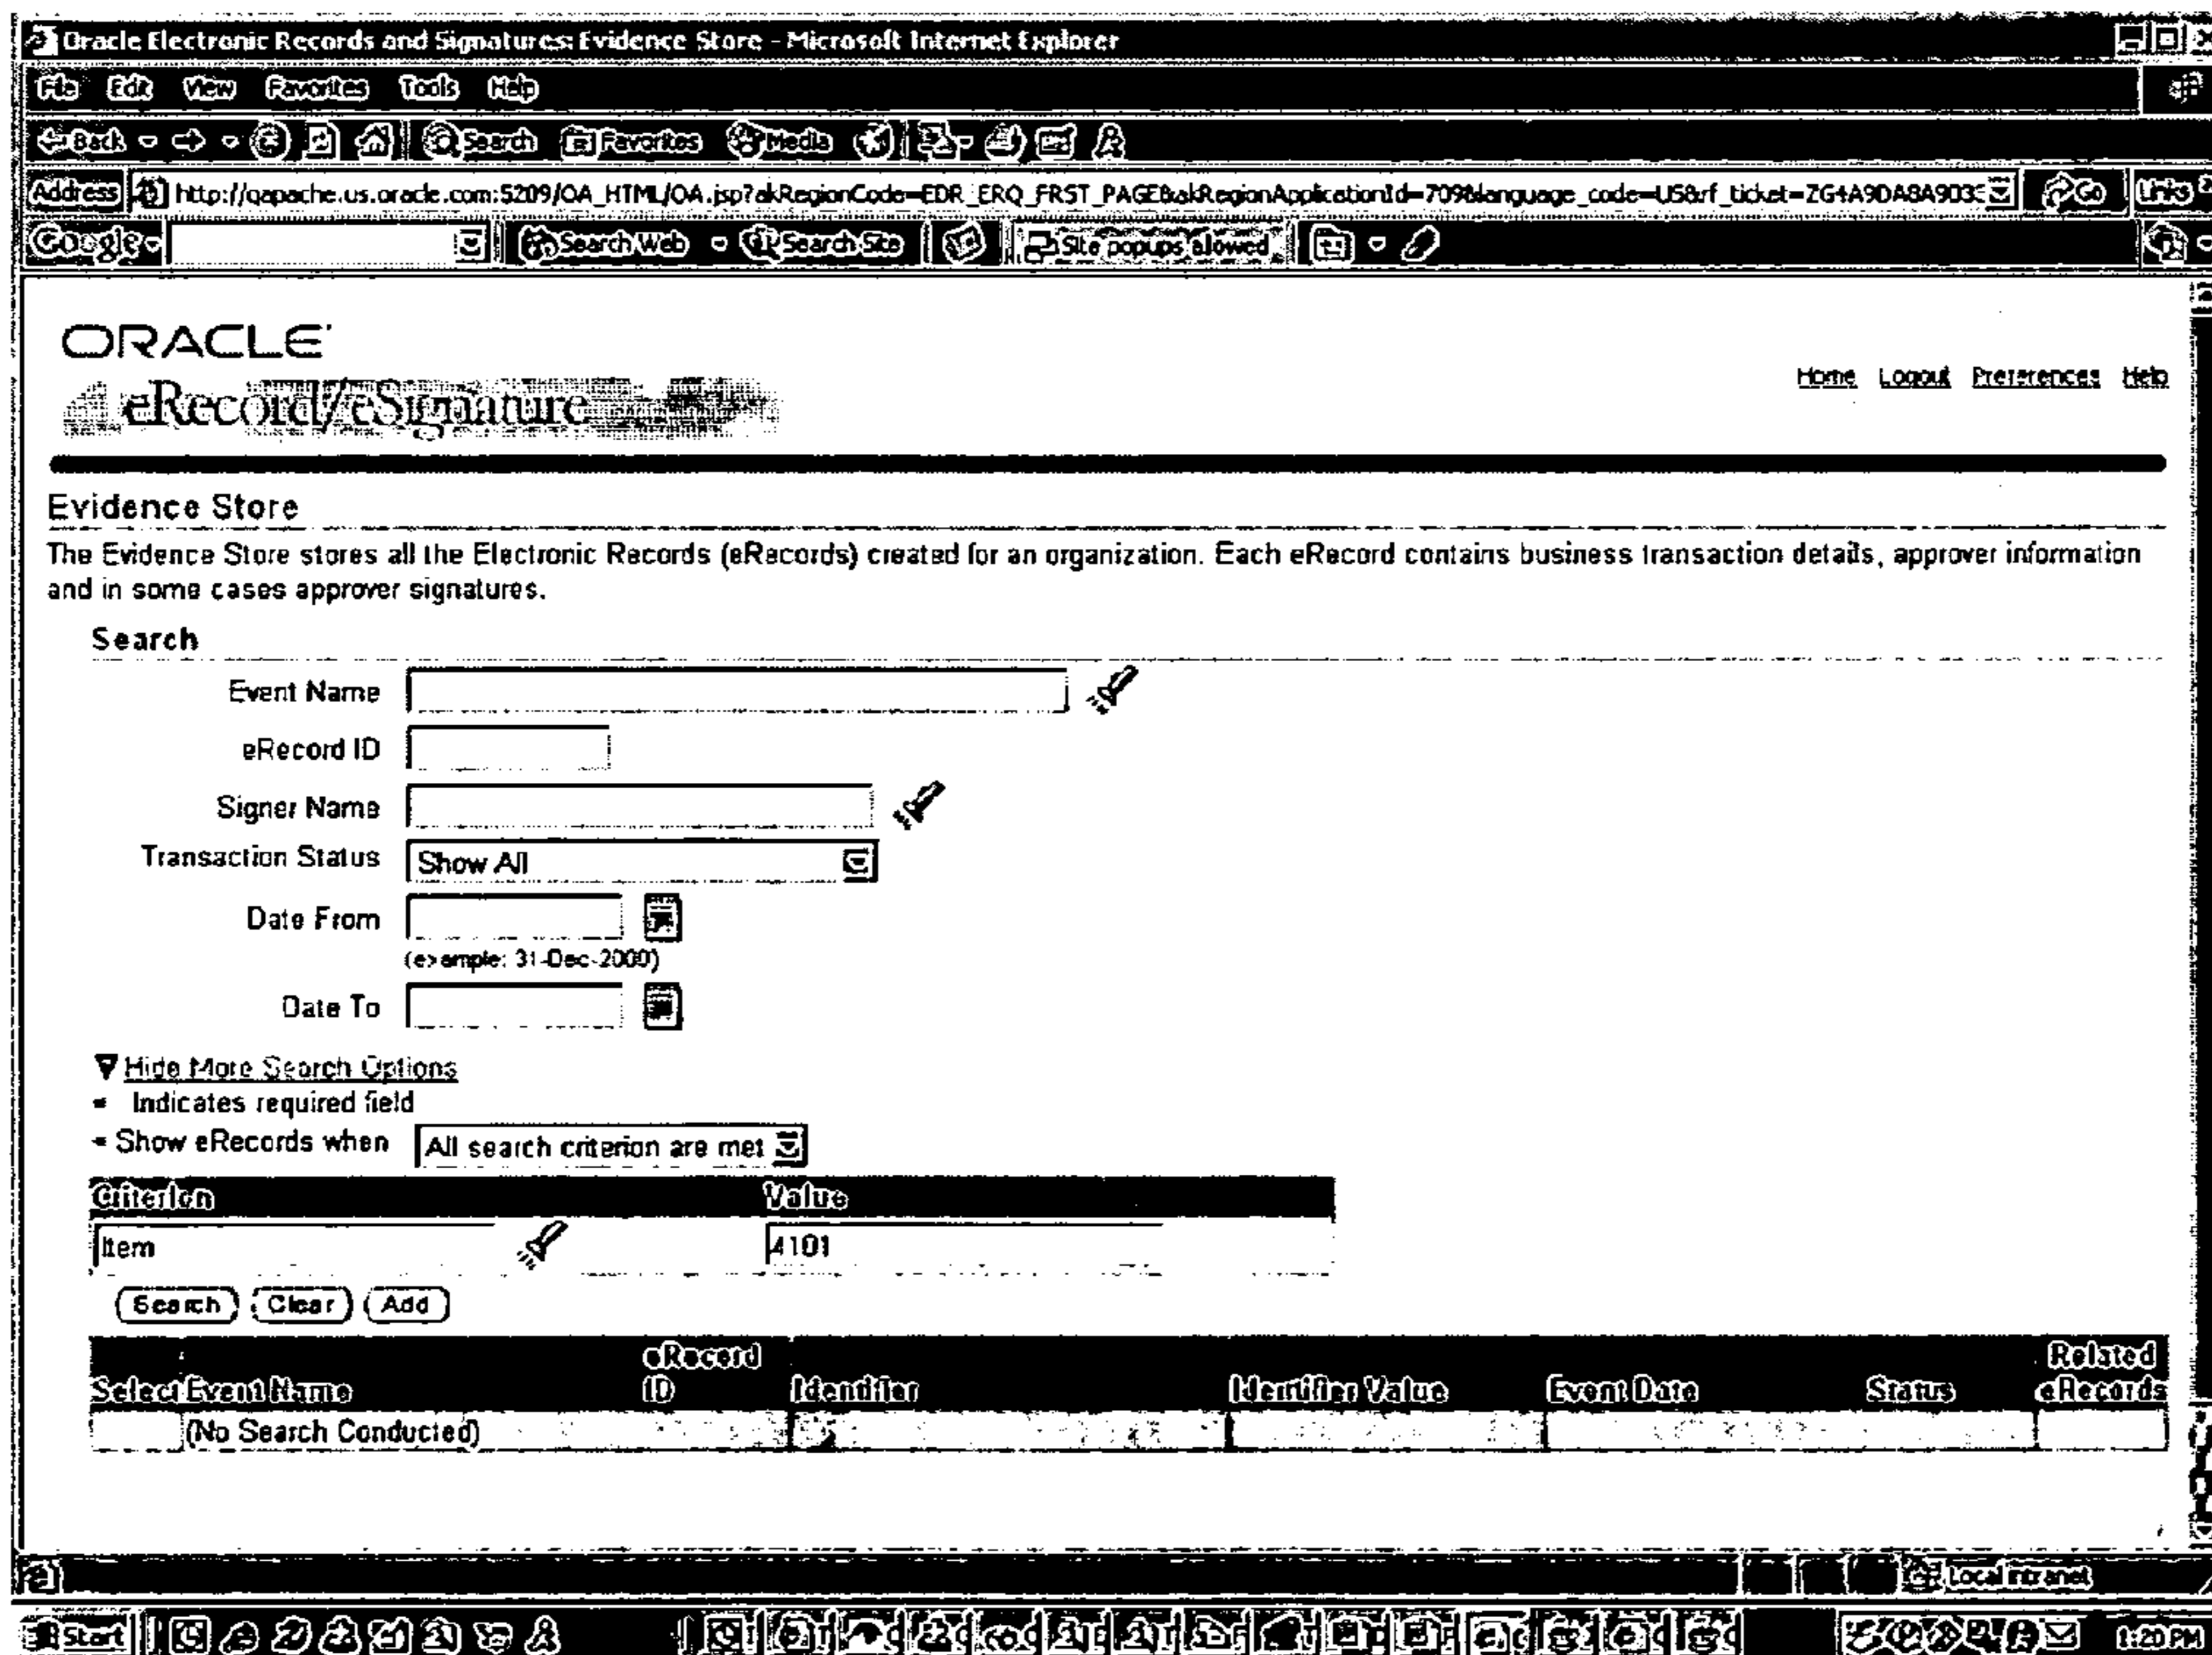 Oracle Electronic Records and Signatures: Evidence Store - Microsoft Internet Explorer
File Edit View Favorites Tools Help
Back Search Favorites Media
Address http://qapache.us.oracle.com:5209/OA_HTML/OA.jsp?akRegionCode=EDR_ERQ_FRST_PAGE&akRegionApplicationId=709&language_code=US&rf_ticket=ZG4A9DA8A903 Go Links
Google Search Web Search Site Site popups allowed
ORACLE
eRecord/eSignature
Home Logout Preferences Help
Evidence Store
The Evidence Store stores all the Electronic Records (eRecords) created for an organization. Each eRecord contains business transaction details, approver information
and in some cases approver signatures.
Search
Event Name
eRecord ID
Signer Name
Transaction Status Show All
Date From
(example: 31-Dec-2000)
Date To
Hide More Search Options
* Indicates required field
* Show eRecords when All search criterion are met
Criterion Value
Item 4101
Search Clear Add
Select Event Name eRecord ID Identifier Identifier Value Event Date Status Related eRecords
(No Search Conducted)
Local intranet
Start 1:20 PM